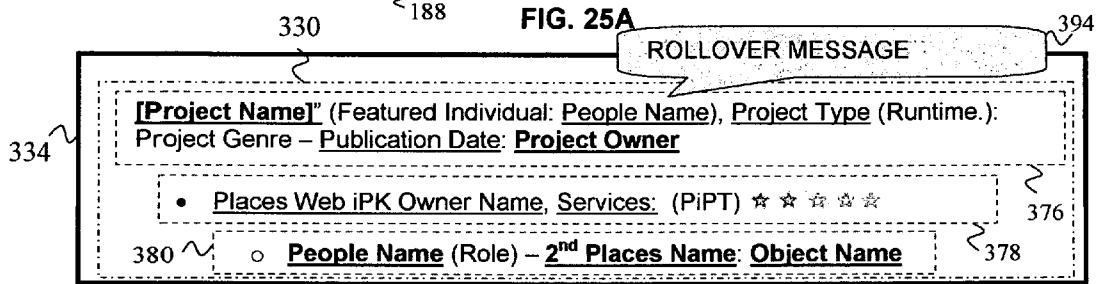 188
FIG. 25A
330
394
ROLLOVER MESSAGE
[Project Name]" (Featured Individual: People Name), Project Type (Runtime.):
Project Genre – Publication Date: Project Owner
334
376
• Places Web iPK Owner Name, Services: (PiPT) ☆ ☆ ☆ ☆ ☆
378
380
○ People Name (Role) – 2nd Places Name: Object Name